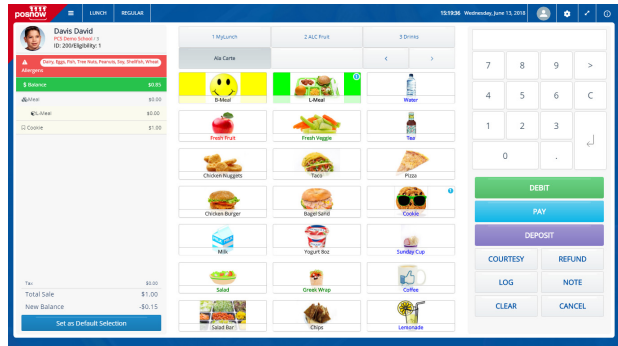 posnow
LUNCH
REGULAR
15:19:36 Wednesday, June 13, 2018
Davis David
PCS Demo School / 3
ID: 200/Eligibility: 1
Dairy, Eggs, Fish, Tree Nuts, Peanuts, Soy, Shellfish, Wheat
Allergens
$ Balance $0.85
Meal $0.00
L-Meal $0.00
Cookie $1.00
Tax $0.00
Total Sale $1.00
New Balance -$0.15
Set as Default Selection
1 MyLunch
2 ALC Fruit
3 Drinks
Ala Carte
< >
B-Meal
L-Meal
Water
Fresh Fruit
Fresh Veggie
Tea
Chicken Nuggets
Taco
Pizza
Chicken Burger
Bagel Sand
Cookie
Milk
Yogurt 8oz
Sunday Cup
Salad
Greek Wrap
Coffee
Salad Bar
Chips
Lemonade
7 8 9 >
4 5 6 C
1 2 3
0 .
DEBIT
PAY
DEPOSIT
COURTESY
REFUND
LOG
NOTE
CLEAR
CANCEL